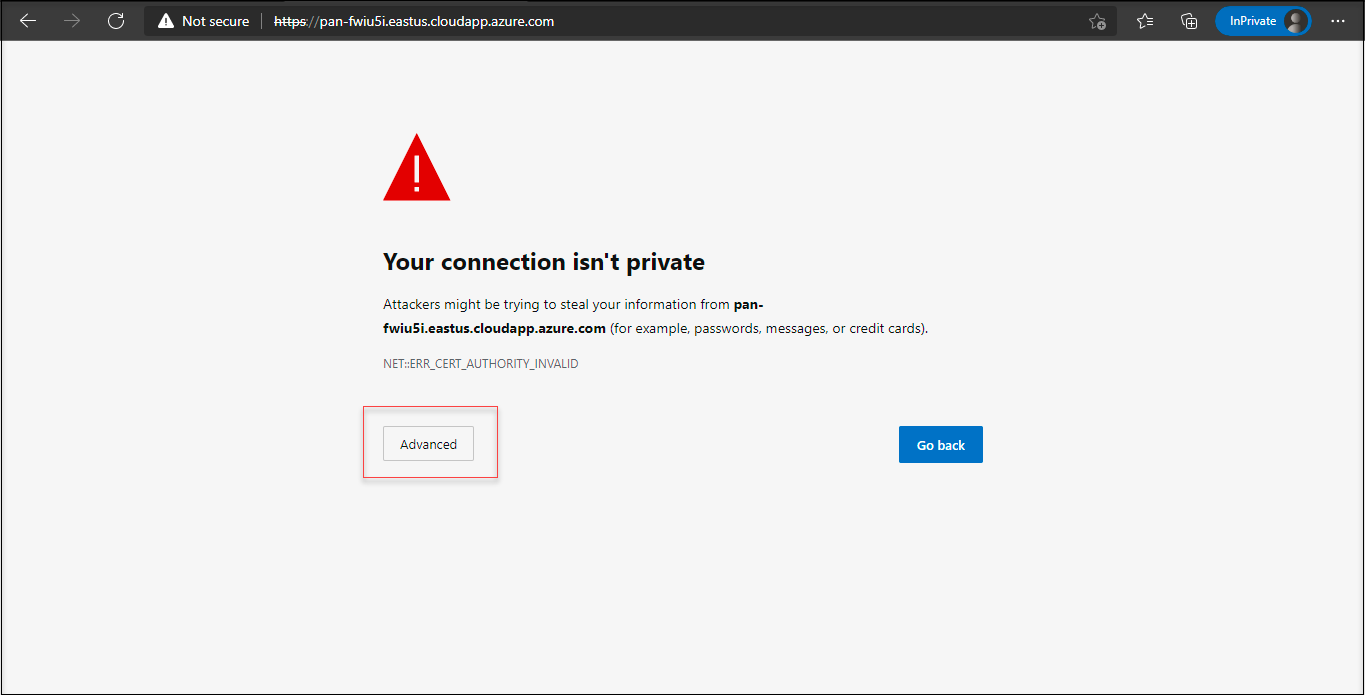 Not secure https://pan-fwiu5i.eastus.cloudapp.azure.com InPrivate
Your connection isn't private
Attackers might be trying to steal your information from pan-
fwiu5i.eastus.cloudapp.azure.com (for example, passwords, messages, or credit cards).
NET::ERR_CERT_AUTHORITY_INVALID
Advanced Go back